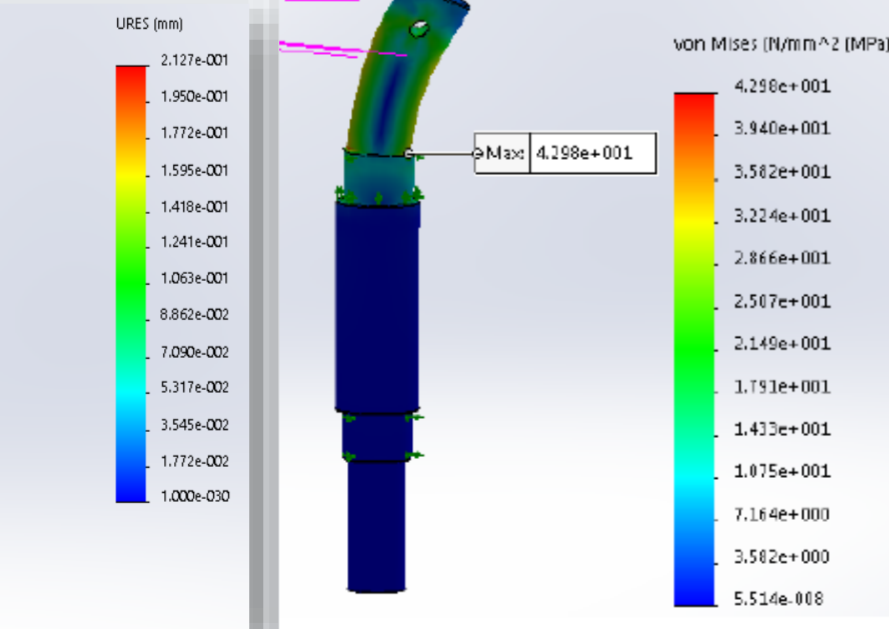 URES (mm)
2.127e-001
1.950e-001
1.772e-001
1.595e-001
1.418e-001
1.241e-001
1.063e-001
8.862e-002
7.090e-002
5.317e-002
3.545e-002
1.772e-002
1.000e-030
Max: 4.298e+001
von Mises (N/mm^2 (MPa)
4.298e+001
3.940e+001
3.582e+001
3.224e+001
2.866e+001
2.507e+001
2.149e+001
1.791e+001
1.433e+001
1.075e+001
7.164e+000
3.582e+000
5.514e-008